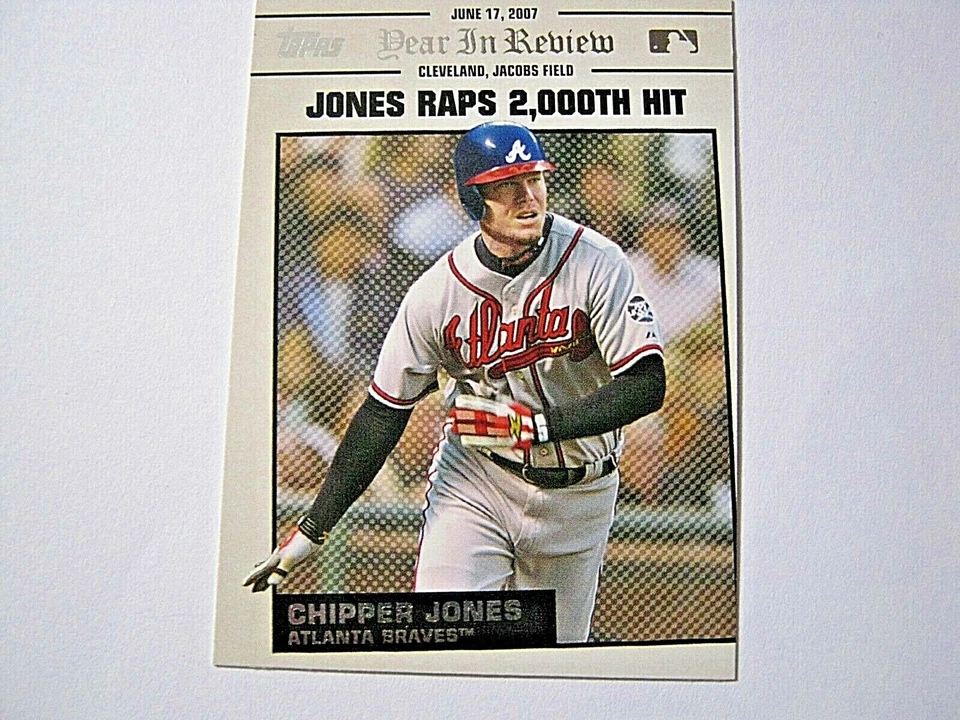 JUNE 17, 2007
TOPPS Year In Review
CLEVELAND, JACOBS FIELD
JONES RAPS 2,000TH HIT
A
Atlanta
CHIPPER JONES
ATLANTA BRAVES™